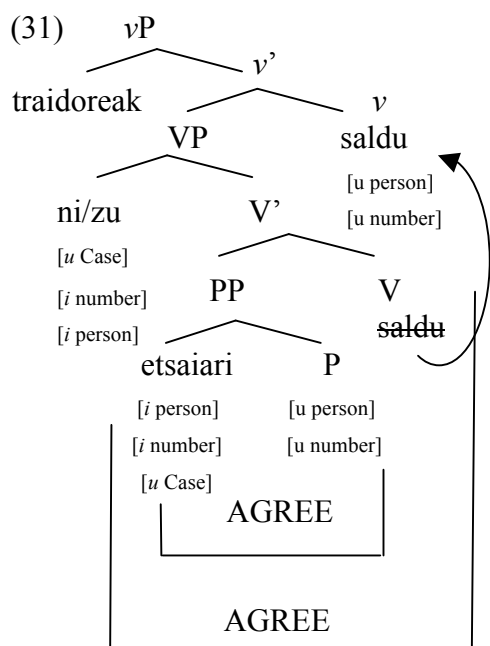 (31) vP
v’
traidoreak v
VP saldu
[u person]
ni/zu V’ [u number]
[u Case]
[i number] PP V
[i person] saldu
etsaiari P
[i person] [u person]
[i number] [u number]
[u Case]
AGREE
AGREE